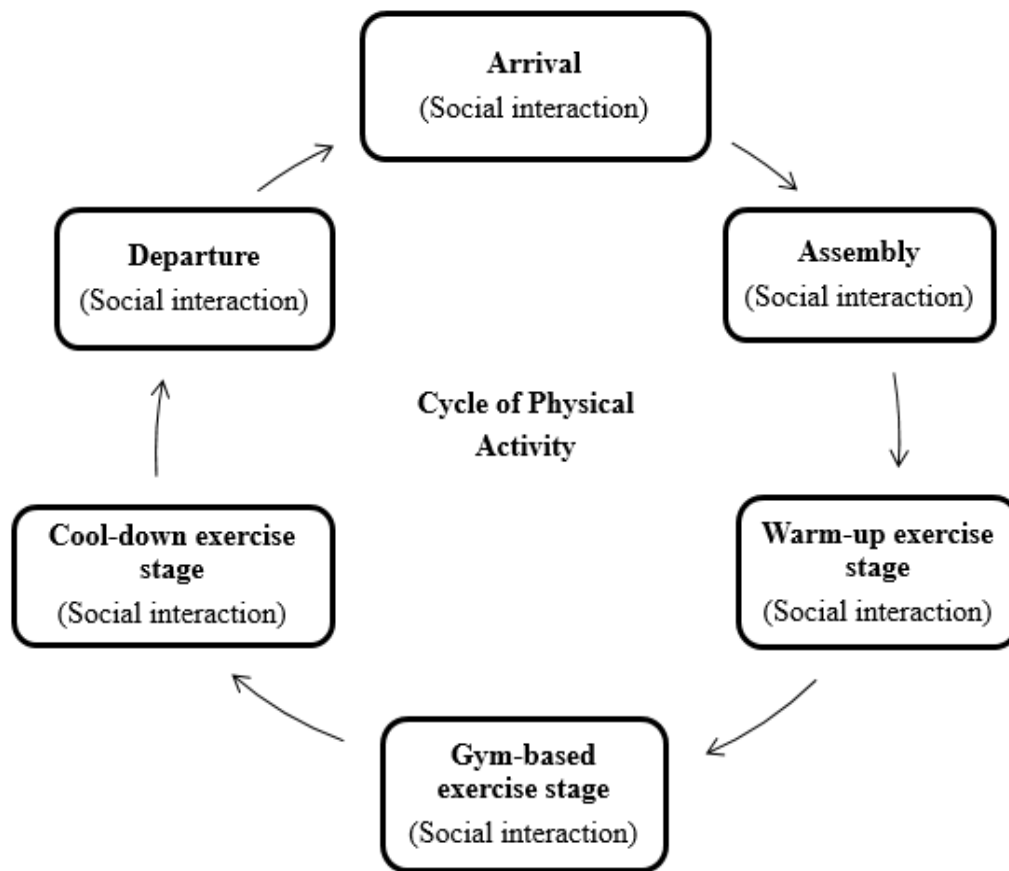 Arrival
(Social interaction)
Assembly
(Social interaction)
Warm-up exercise
stage
(Social interaction)
Gym-based
exercise stage
(Social interaction)
Cool-down exercise
stage
(Social interaction)
Departure
(Social interaction)
Cycle of Physical
Activity